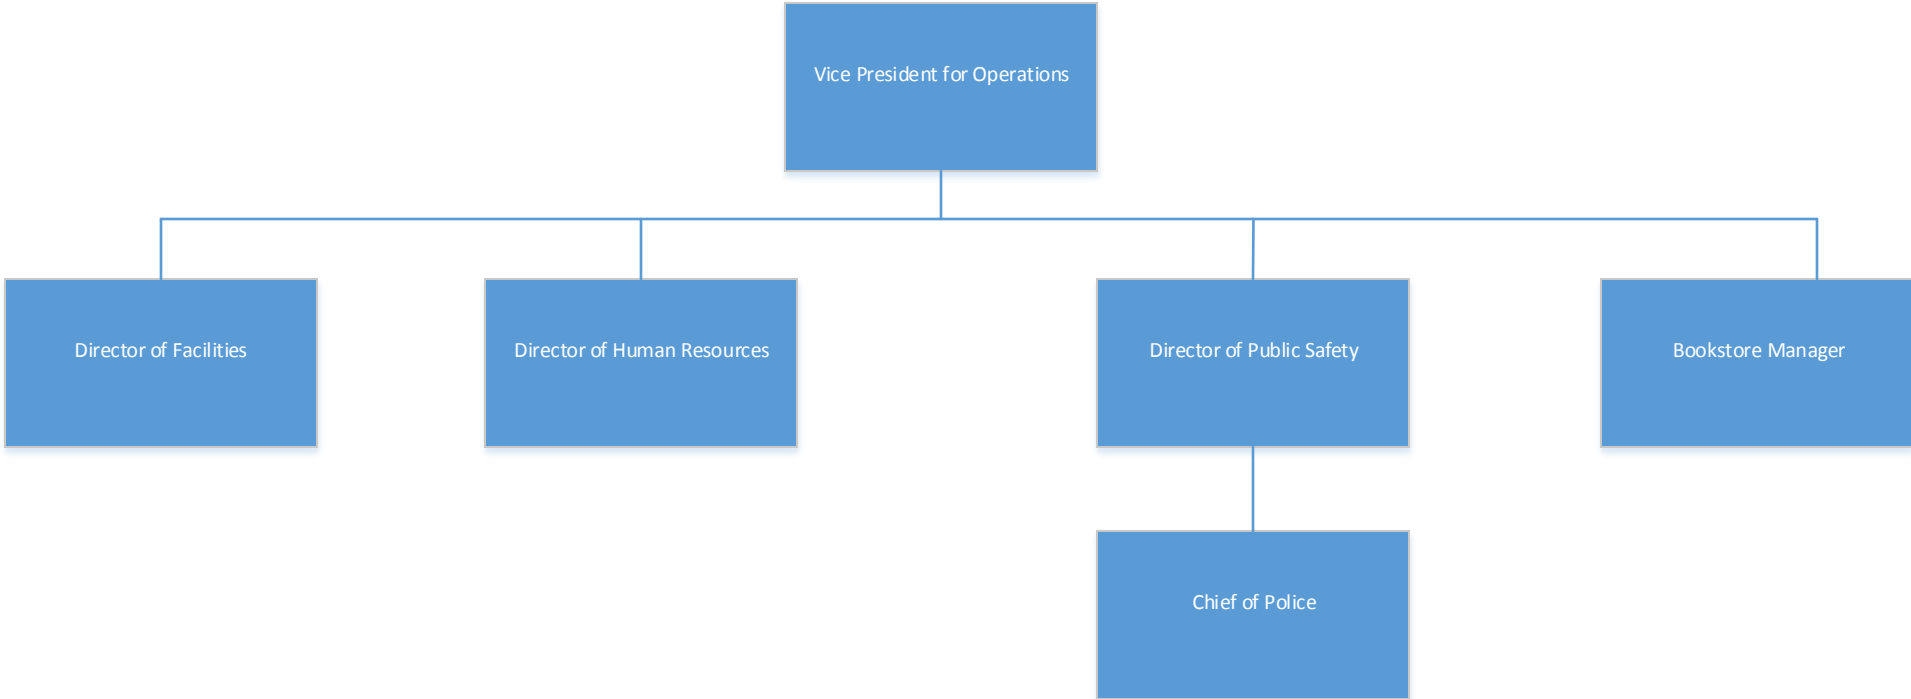 Vice President for Operations
Director of Facilities
Director of Human Resources
Director of Public Safety
Bookstore Manager
Chief of Police